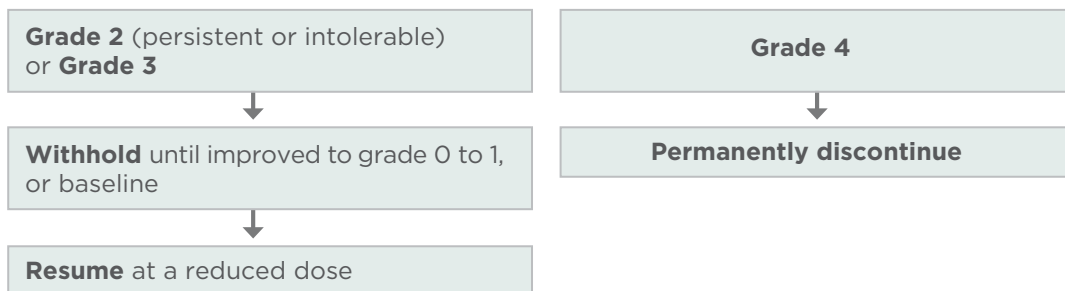 Grade 2 (persistent or intolerable)
or Grade 3
Withhold until improved to grade 0 to 1,
or baseline
Resume at a reduced dose
Grade 4
Permanently discontinue